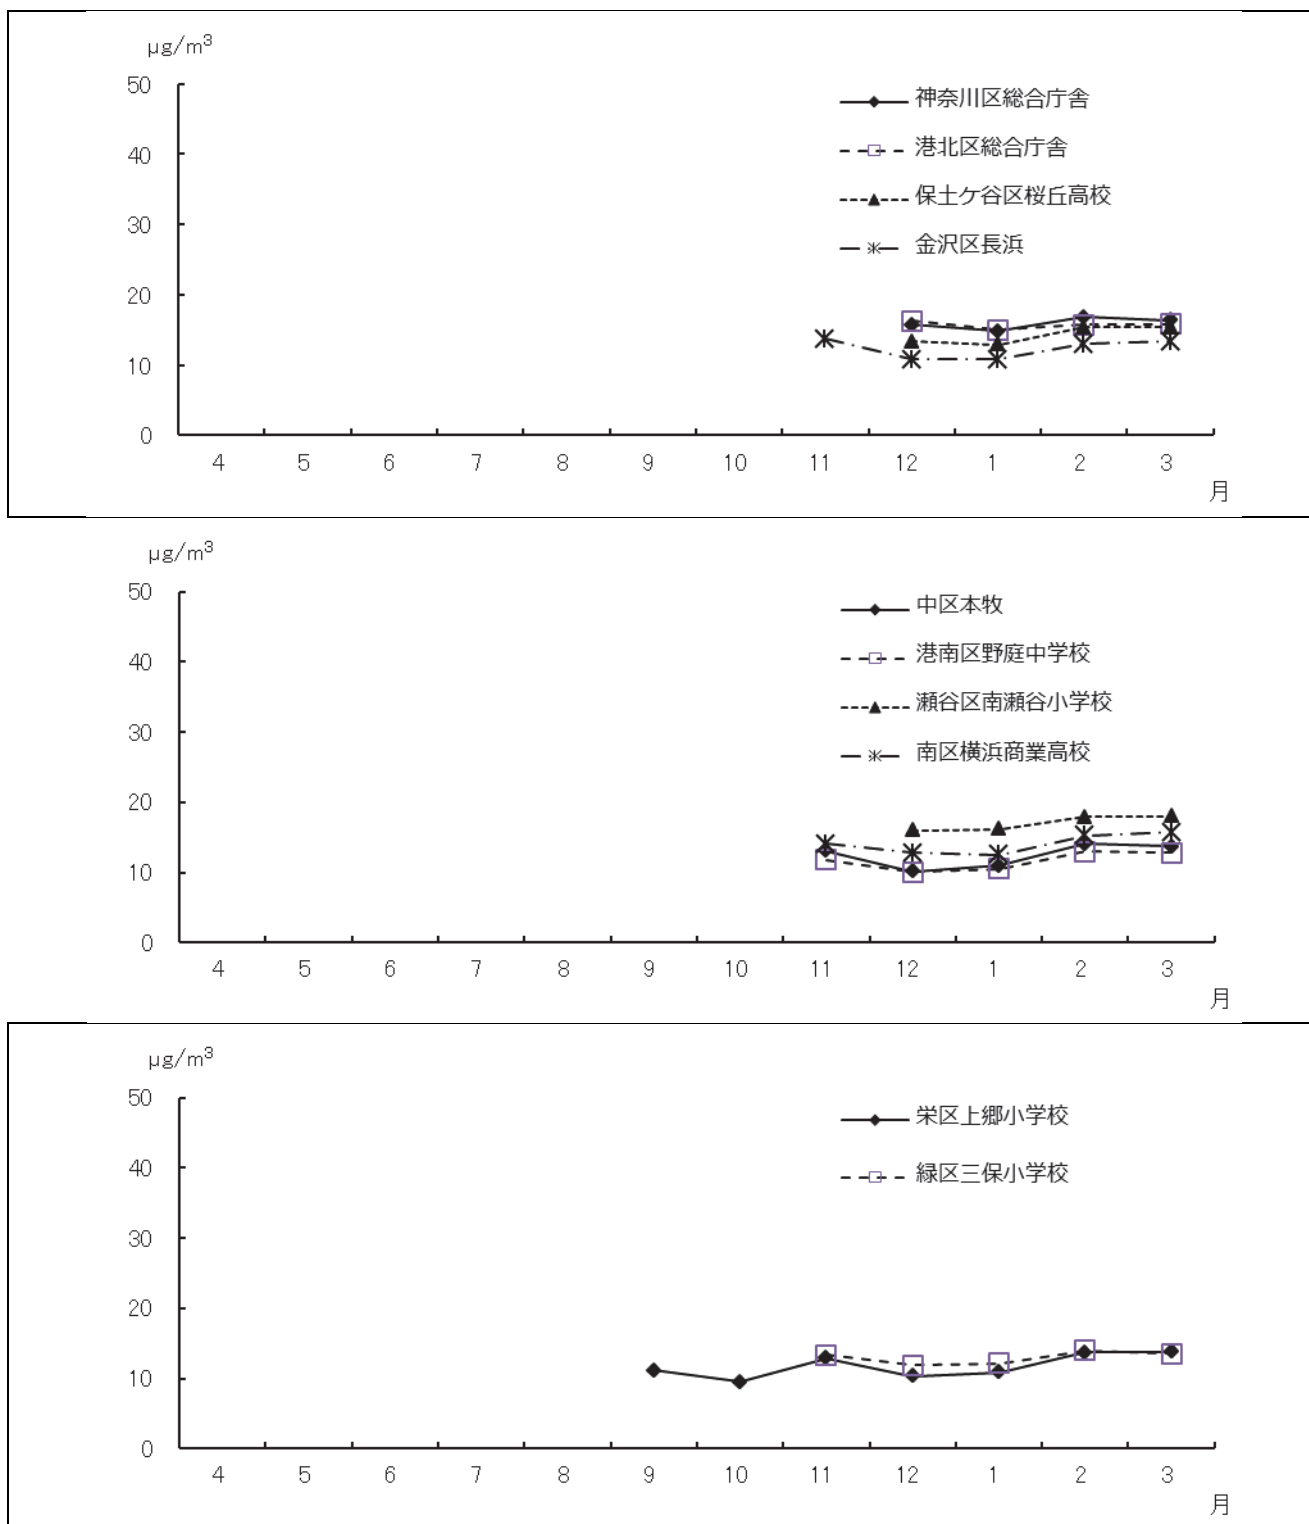 μg/m³
50
40
30
20
10
0
神奈川区総合庁舎
港北区総合庁舎
保土ケ谷区桜丘高校
金沢区長浜
4 5 6 7 8 9 10 11 12 1 2 3
月
μg/m³
50
40
30
20
10
0
中区本牧
港南区野庭中学校
瀬谷区南瀬谷小学校
南区横浜商業高校
4 5 6 7 8 9 10 11 12 1 2 3
月
μg/m³
50
40
30
20
10
0
栄区上郷小学校
緑区三保小学校
4 5 6 7 8 9 10 11 12 1 2 3
月